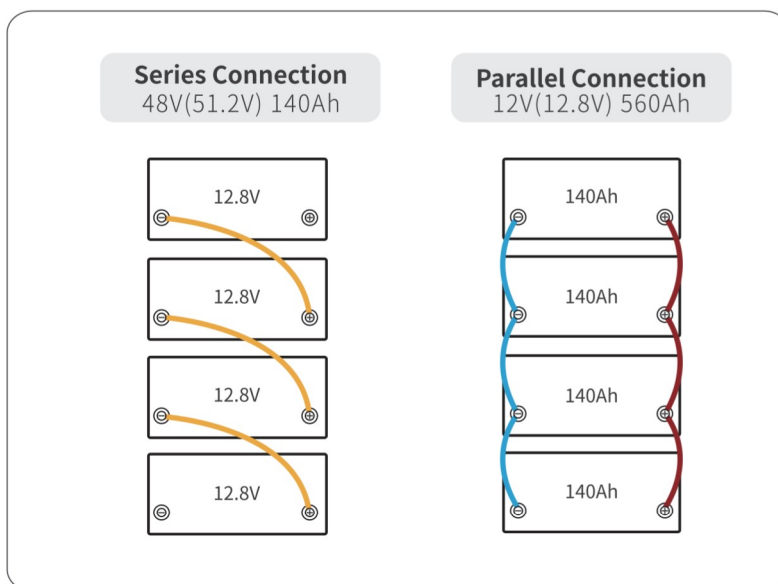 Series Connection
48V(51.2V) 140Ah
12.8V
12.8V
12.8V
12.8V
Parallel Connection
12V(12.8V) 560Ah
140Ah
140Ah
140Ah
140Ah